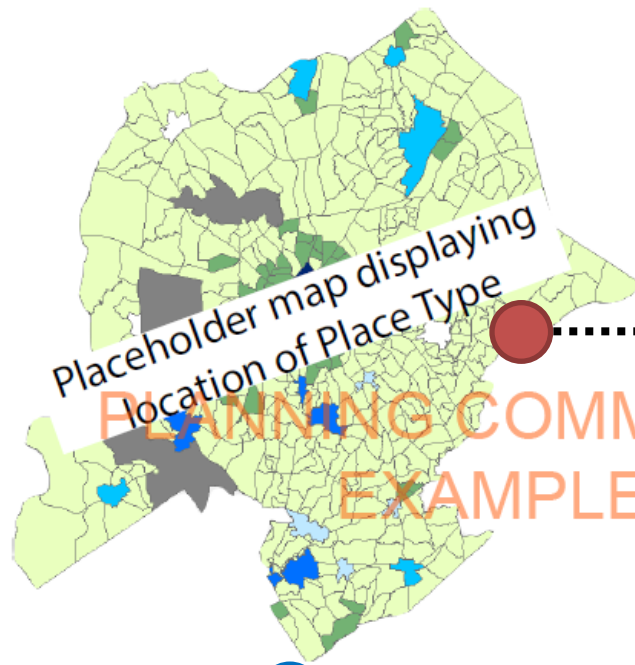 Placeholder map displaying
location of Place Type
PLANNING COMM
EXAMPLE